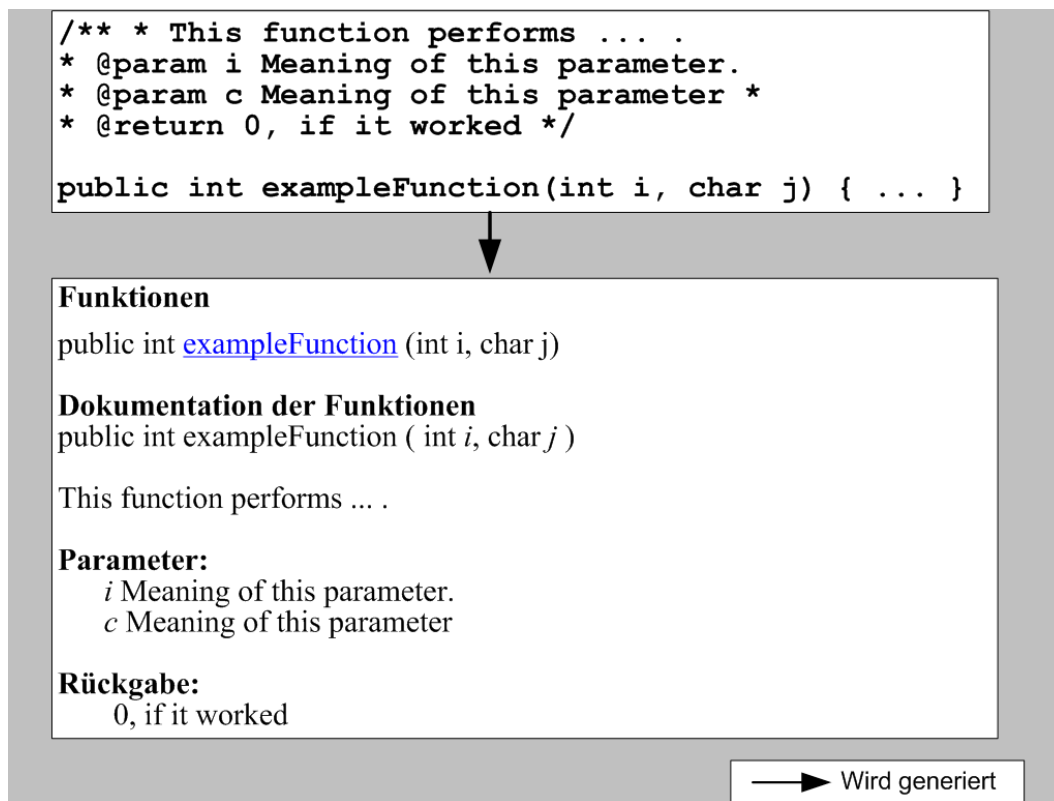 /** * This function performs ... .
* @param i Meaning of this parameter.
* @param c Meaning of this parameter *
* @return 0, if it worked */
public int exampleFunction(int i, char j) { ... }
Funktionen
public int exampleFunction (int i, char j)
Dokumentation der Funktionen
public int exampleFunction ( int i, char j )
This function performs ... .
Parameter:
i Meaning of this parameter.
c Meaning of this parameter
Rückgabe:
0, if it worked
Wird generiert